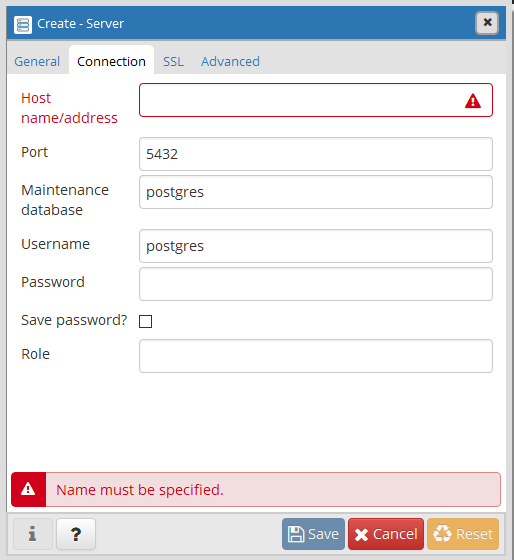 Create - Server
General Connection SSL Advanced
Host
name/address
Port 5432
Maintenance
database postgres
Username postgres
Password
Save password?
Role
Name must be specified.
i ? Save Cancel Reset